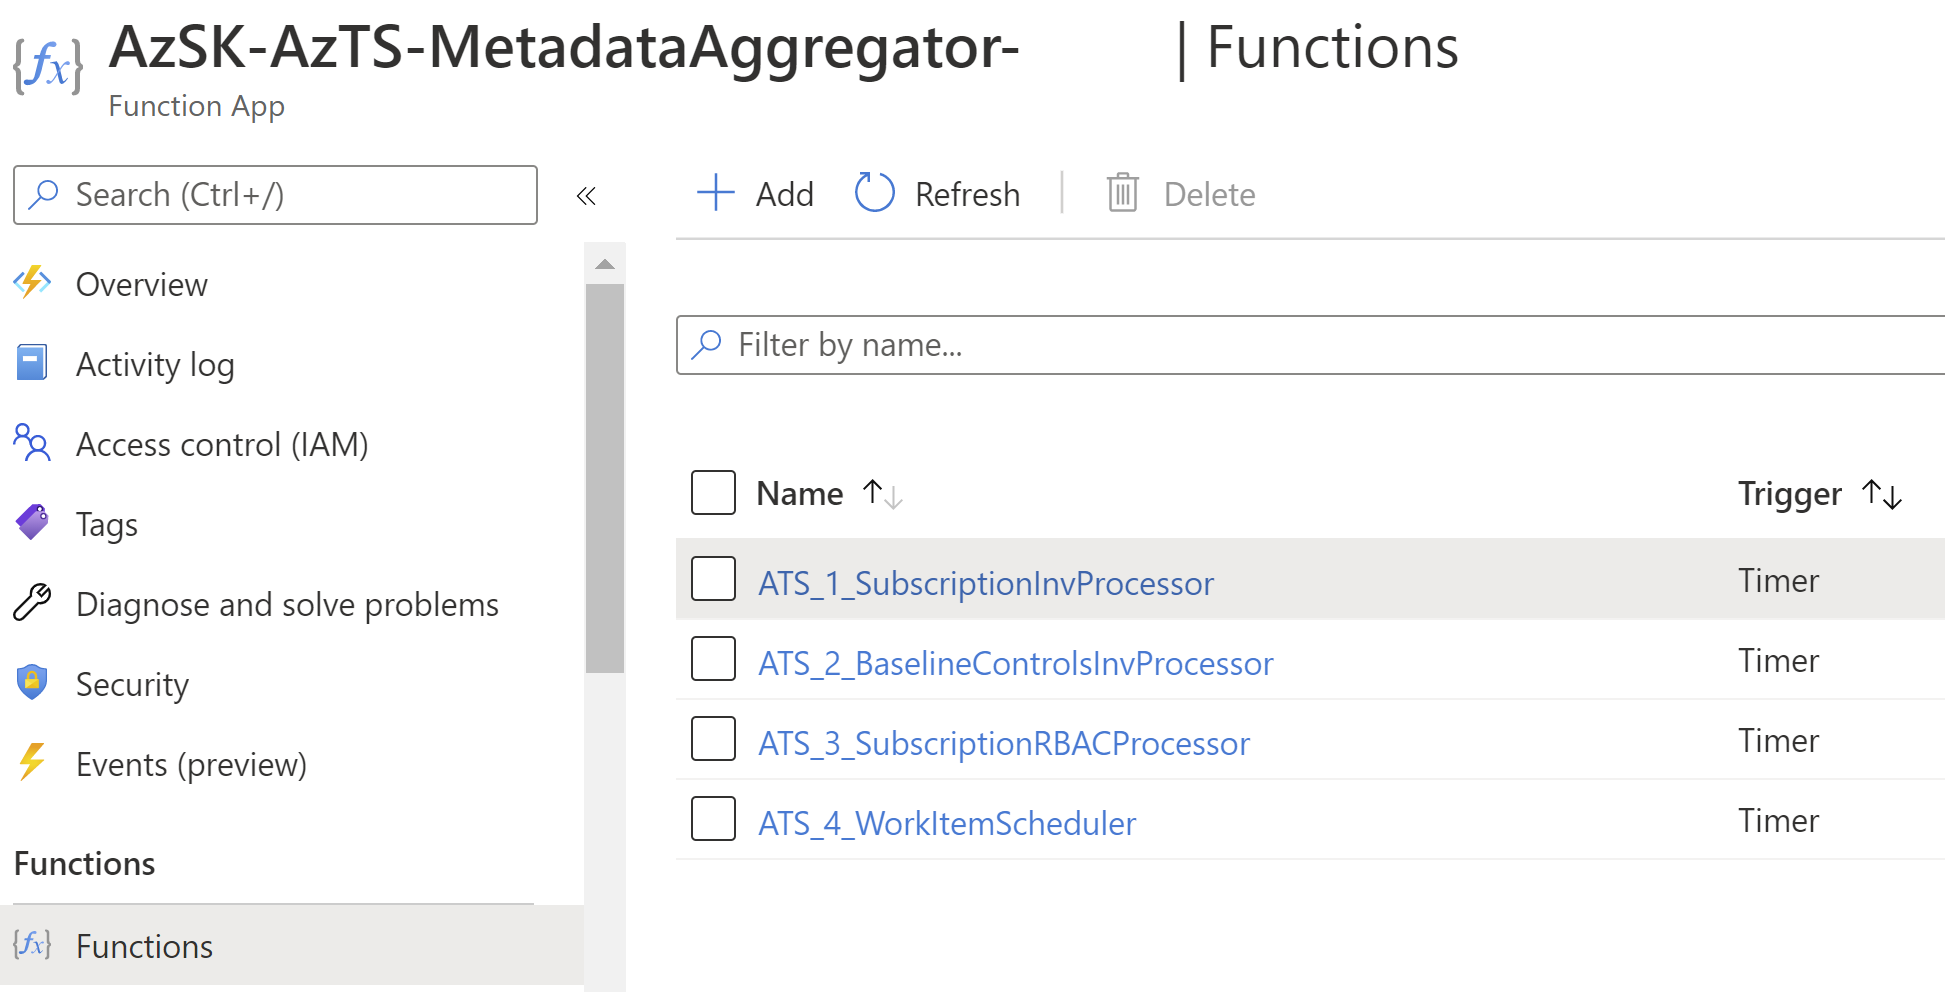 AzSK-AzTS-MetadataAggregator- | Functions
Function App
Search (Ctrl+/)
Overview
Activity log
Access control (IAM)
Tags
Diagnose and solve problems
Security
Events (preview)
Functions
Functions
Add Refresh Delete
Filter by name...
Name Trigger
ATS_1_SubscriptionInvProcessor Timer
ATS_2_BaselineControlsInvProcessor Timer
ATS_3_SubscriptionRBACProcessor Timer
ATS_4_WorkItemScheduler Timer